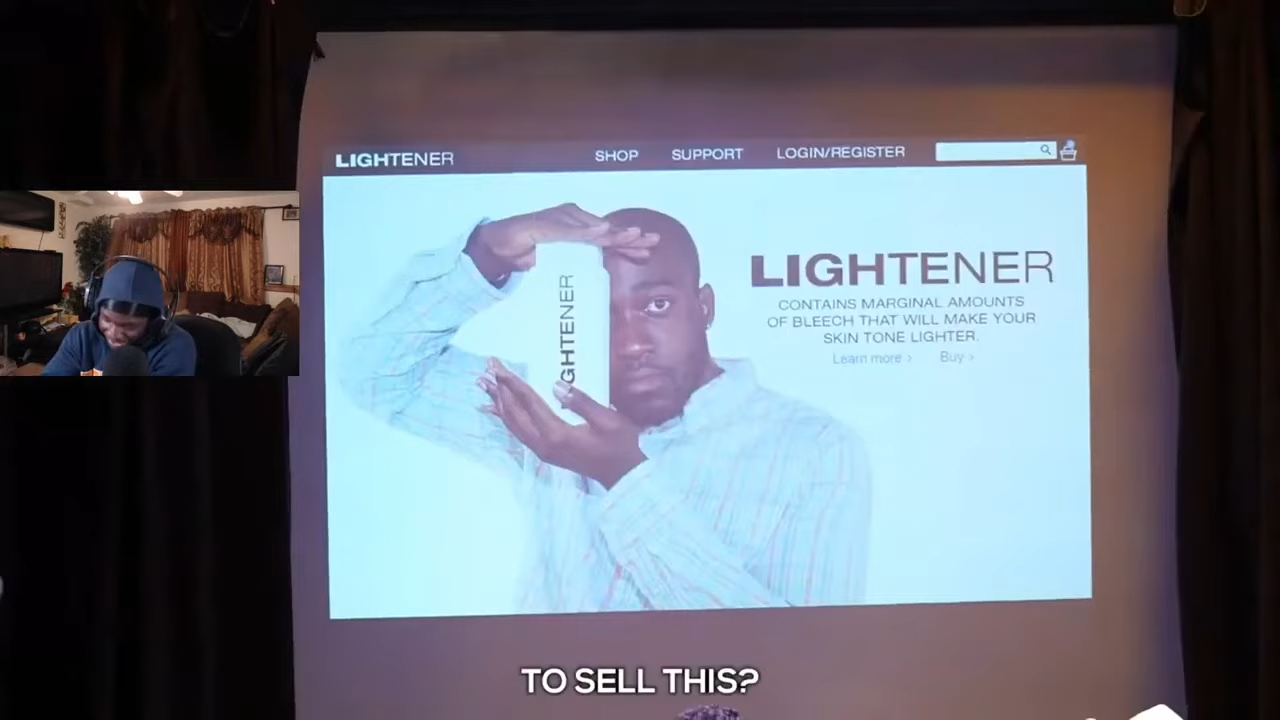 LIGHTENER
SHOP SUPPORT LOGIN/REGISTER
GHTENER
LIGHTENER
CONTAINS MARGINAL AMOUNTS
OF BLEECH THAT WILL MAKE YOUR
SKIN TONE LIGHTER.
Learn more > Buy >
TO SELL THIS?